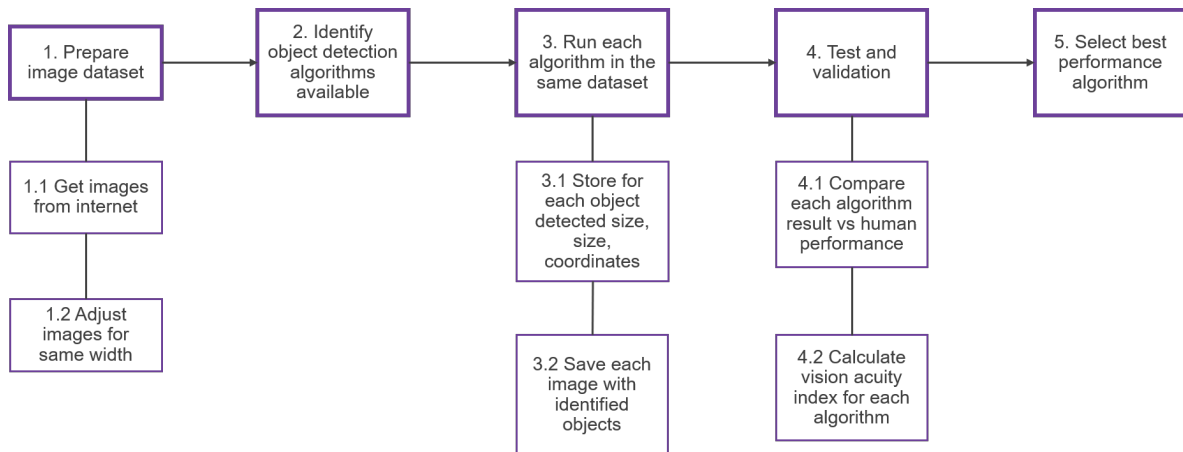 1. Prepare
image dataset
2. Identify
object detection
algorithms
available
3. Run each
algorithm in the
same dataset
4. Test and
validation
5. Select best
performance
algorithm
1.1 Get images
from internet
3.1 Store for
each object
detected size,
size,
coordinates
4.1 Compare
each algorithm
result vs human
performance
1.2 Adjust
images for
same width
3.2 Save each
image with
identified
objects
4.2 Calculate
vision acuity
index for each
algorithm